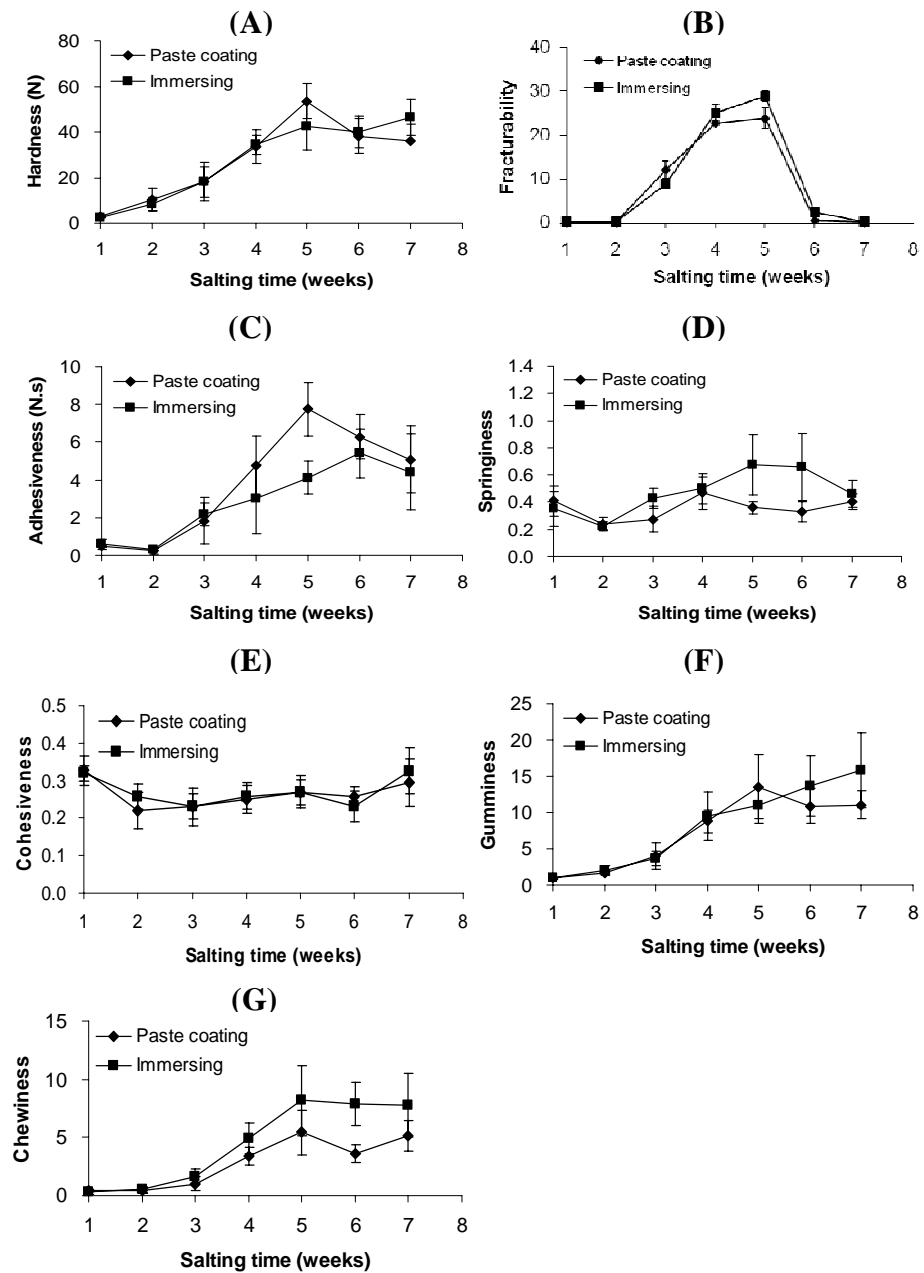 (A)
80
60
40
20
0
Hardness (N)
Paste coating
Immersing
1 2 3 4 5 6 7 8
Salting time (weeks)
(B)
40
30
20
10
0
Fracturability
Paste coating
Immersing
1 2 3 4 5 6 7 8
Salting time (weeks)
(C)
10
8
6
4
2
0
Adhesiveness (N.s)
Paste coating
Immersing
1 2 3 4 5 6 7 8
Salting time (weeks)
(D)
1.4
1.2
1.0
0.8
0.6
0.4
0.2
0.0
Springiness
Paste coating
Immersing
1 2 3 4 5 6 7 8
Salting time (weeks)
(E)
0.5
0.4
0.3
0.2
0.1
0.0
Cohesiveness
Paste coating
Immersing
1 2 3 4 5 6 7 8
Salting time (weeks)
(F)
25
20
15
10
5
0
Gumminess
Paste coating
Immersing
1 2 3 4 5 6 7 8
Salting time (weeks)
(G)
15
10
5
0
Chewiness
Paste coating
Immersing
1 2 3 4 5 6 7 8
Salting time (weeks)